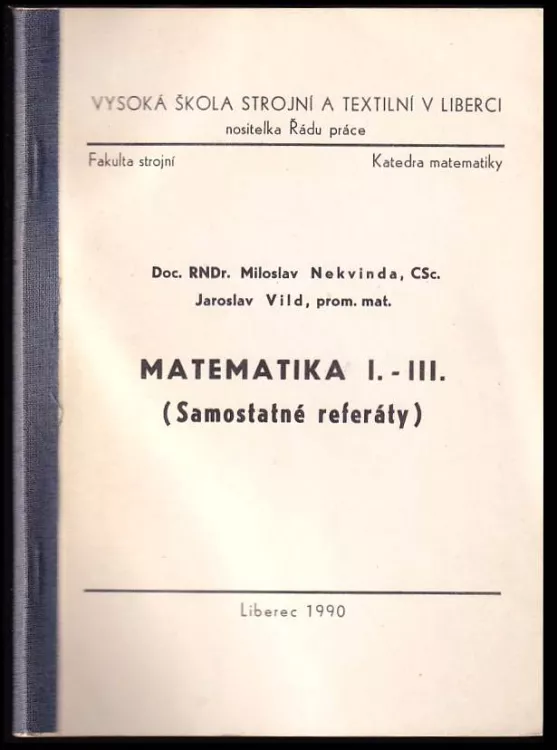 VYSOKÁ ŠKOLA STROJNÍ A TEXTILNÍ V LIBERCI
nositelka Řádu práce
Fakulta strojní Katedra matematiky
Doc. RNDr. Miloslav Nekvinda, CSc.
Jaroslav Vild, prom. mat.
MATEMATIKA I. - III.
(Samostatné referáty)
Liberec 1990